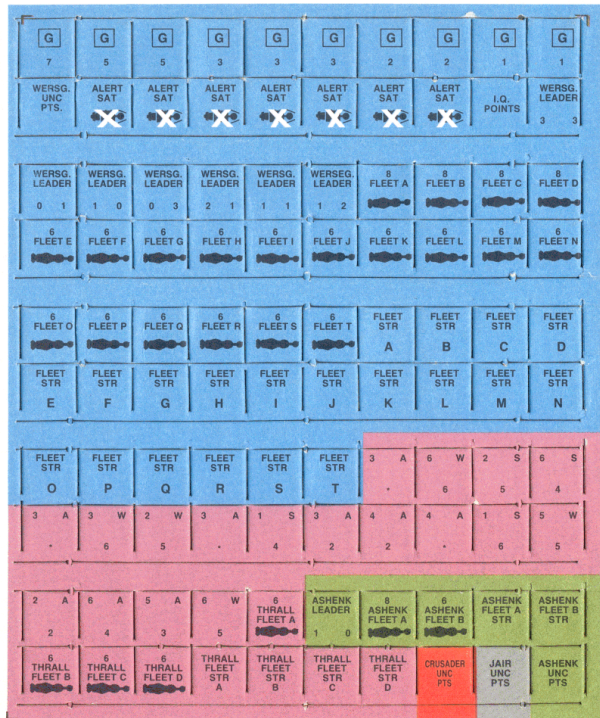 G G G G G G G G G G
7 5 5 3 3 3 2 2 1 1
WERSG. UNC PTS.
ALERT SAT
ALERT SAT
ALERT SAT
ALERT SAT
ALERT SAT
ALERT SAT
ALERT SAT
I.Q. POINTS
WERSG. LEADER 3 3
WERSG. LEADER 0 1
WERSG. LEADER 1 0
WERSG. LEADER 0 3
WERSG. LEADER 2 1
WERSG. LEADER 1 1
WERSEG. LEADER 1 2
8 FLEET A
8 FLEET B
8 FLEET C
8 FLEET D
6 FLEET E
6 FLEET F
6 FLEET G
6 FLEET H
6 FLEET I
6 FLEET J
6 FLEET K
6 FLEET L
6 FLEET M
6 FLEET N
6 FLEET O
6 FLEET P
6 FLEET Q
6 FLEET R
6 FLEET S
6 FLEET T
FLEET STR A
FLEET STR B
FLEET STR C
FLEET STR D
FLEET STR E
FLEET STR F
FLEET STR G
FLEET STR H
FLEET STR I
FLEET STR J
FLEET STR K
FLEET STR L
FLEET STR M
FLEET STR N
FLEET STR O
FLEET STR P
FLEET STR Q
FLEET STR R
FLEET STR S
FLEET STR T
3 A *
6 W 6
2 S 5
6 S 4
3 A *
3 W 6
2 W 5
3 A *
1 S 4
3 A 2
4 A 2
4 A *
1 S 6
5 W 5
2 A 2
6 A 4
5 A 3
6 W 5
6 THRALL FLEET A
ASHENK LEADER 1 0
8 ASHENK FLEET A
6 ASHENK FLEET B
ASHENK FLEET A STR
ASHENK FLEET B STR
6 THRALL FLEET B
6 THRALL FLEET C
6 THRALL FLEET D
THRALL FLEET STR A
THRALL FLEET STR B
THRALL FLEET STR C
THRALL FLEET STR D
CRUSADER UNC PTS
JAIR UNC PTS
ASHENK UNC PTS